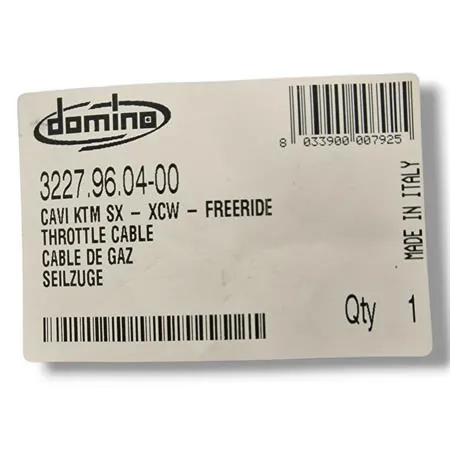 domino
8 033900 007925
3227.96.04-00
CAVI KTM SX - XCW - FREERIDE
THROTTLE CABLE
CABLE DE GAZ
SEILZUGE
MADE IN ITALY
Qty 1